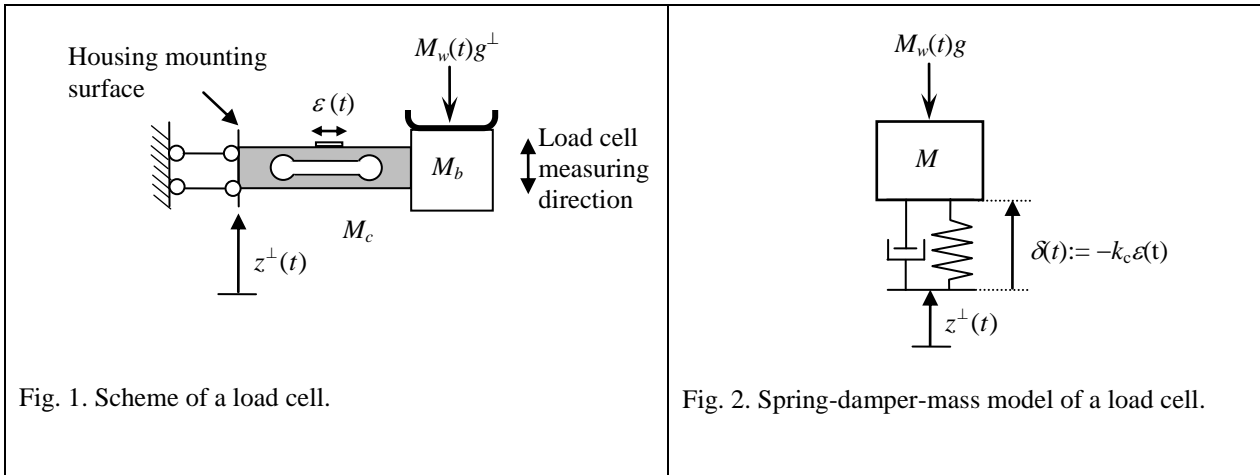 Housing mounting
surface
M_w(t)g^⊥
ε(t)
M_b
Load cell
measuring
direction
M_c
z^⊥(t)
Fig. 1. Scheme of a load cell.
M_w(t)g
M
δ(t):= −k_cε(t)
z^⊥(t)
Fig. 2. Spring-damper-mass model of a load cell.